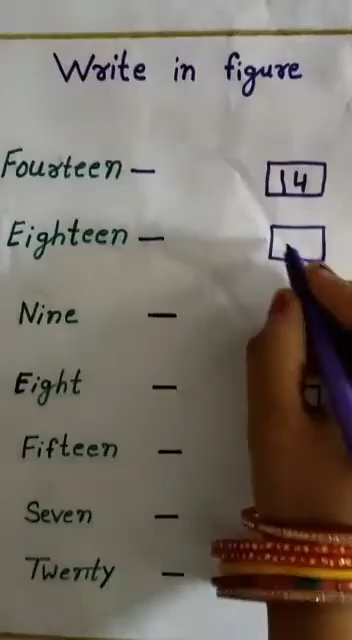 Write in figure
Fourteen — 14
Eighteen —
Nine —
Eight —
Fifteen —
Seven —
Twenty —